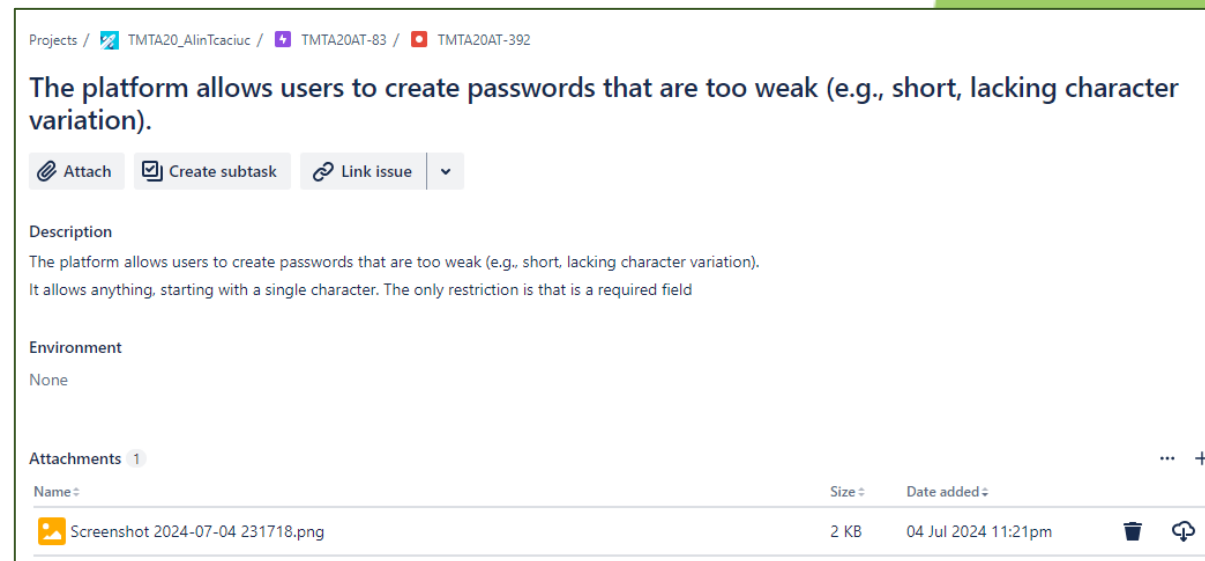 Projects / TMTA20_AlinTcaciuc / TMTA20AT-83 / TMTA20AT-392
The platform allows users to create passwords that are too weak (e.g., short, lacking character
variation).
Attach Create subtask Link issue
Description
The platform allows users to create passwords that are too weak (e.g., short, lacking character variation).
It allows anything, starting with a single character. The only restriction is that is a required field
Environment
None
Attachments 1
Name Size Date added
Screenshot 2024-07-04 231718.png 2 KB 04 Jul 2024 11:21pm